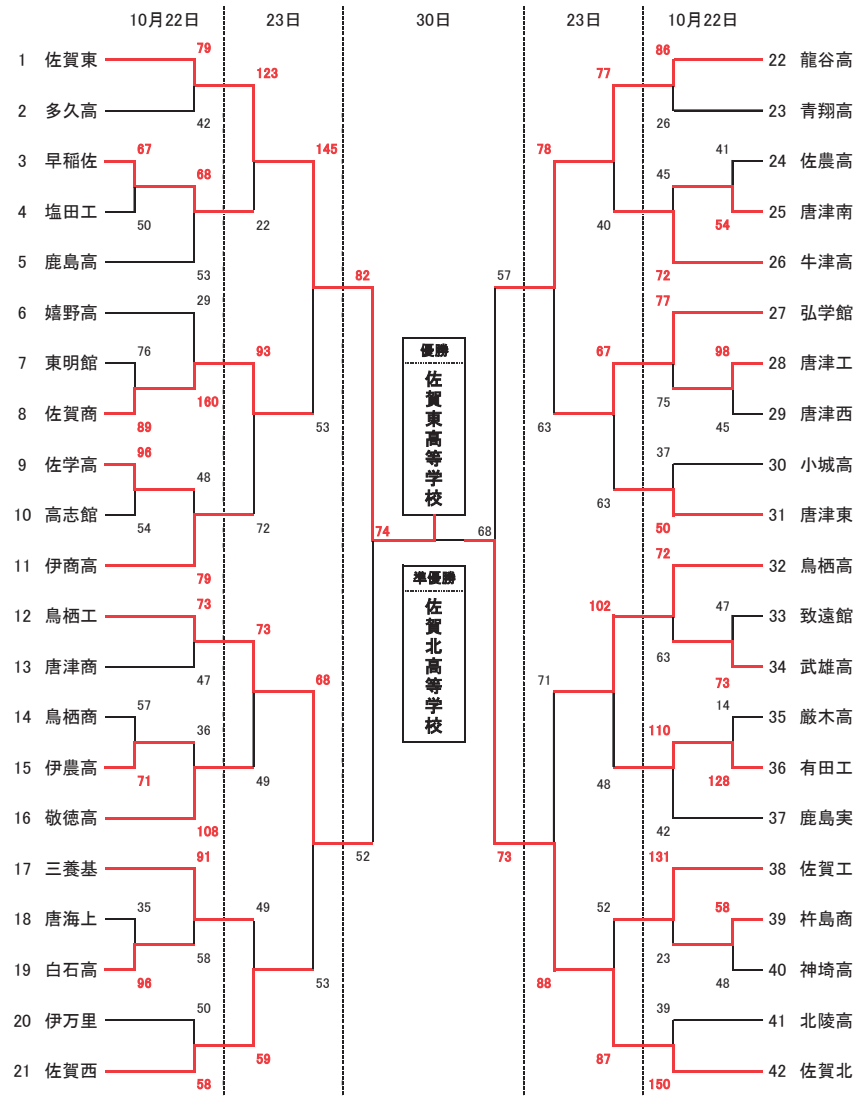 10月22日 23日 30日 23日 10月22日
1 佐賀東
2 多久高
3 早稲佐
4 塩田工
5 鹿島高
6 嬉野高
7 東明館
8 佐賀商
9 佐学高
10 高志館
11 伊商高
12 鳥栖工
13 唐津商
14 鳥栖商
15 伊農高
16 敬徳高
17 三養基
18 唐海上
19 白石高
20 伊万里
21 佐賀西
79
42
67
50
68
53
29
160
76
89
96
54
48
79
73
47
57
71
36
108
91
58
35
96
50
58
123
22
93
72
73
49
49
59
145
53
68
53
82
52
74
優勝
佐賀東高等学校
準優勝
佐賀北高等学校
68
57
73
78
63
71
88
77
40
67
63
102
48
52
87
86
26
41
54
45
72
77
75
98
45
37
50
72
63
47
73
14
128
110
42
131
23
58
48
39
150
22 龍谷高
23 青翔高
24 佐農高
25 唐津南
26 牛津高
27 弘学館
28 唐津工
29 唐津西
30 小城高
31 唐津東
32 鳥栖高
33 致遠館
34 武雄高
35 厳木高
36 有田工
37 鹿島実
38 佐賀工
39 杵島商
40 神埼高
41 北陵高
42 佐賀北